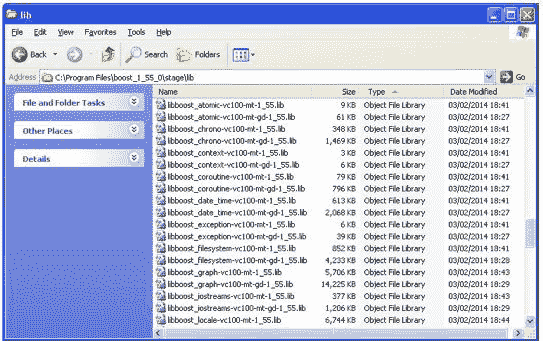 lib
File Edit View Favorites Tools Help
Back Search Folders
Address C:\Program Files\boost_1_55_0\stage\lib Go
File and Folder Tasks
Other Places
Details
Name Size Type Date Modified
libboost_atomic-vc100-mt-1_55.lib 9 KB Object File Library 03/02/2014 18:41
libboost_atomic-vc100-mt-gd-1_55.lib 61 KB Object File Library 03/02/2014 18:27
libboost_chrono-vc100-mt-1_55.lib 348 KB Object File Library 03/02/2014 18:41
libboost_chrono-vc100-mt-gd-1_55.lib 1,469 KB Object File Library 03/02/2014 18:27
libboost_context-vc100-mt-1_55.lib 3 KB Object File Library 03/02/2014 18:41
libboost_context-vc100-mt-gd-1_55.lib 6 KB Object File Library 03/02/2014 18:27
libboost_coroutine-vc100-mt-1_55.lib 79 KB Object File Library 03/02/2014 18:41
libboost_coroutine-vc100-mt-gd-1_55.lib 796 KB Object File Library 03/02/2014 18:27
libboost_date_time-vc100-mt-1_55.lib 613 KB Object File Library 03/02/2014 18:41
libboost_date_time-vc100-mt-gd-1_55.lib 2,068 KB Object File Library 03/02/2014 18:27
libboost_exception-vc100-mt-1_55.lib 6 KB Object File Library 03/02/2014 18:41
libboost_exception-vc100-mt-gd-1_55.lib 39 KB Object File Library 03/02/2014 18:27
libboost_filesystem-vc100-mt-1_55.lib 852 KB Object File Library 03/02/2014 18:41
libboost_filesystem-vc100-mt-gd-1_55.lib 4,233 KB Object File Library 03/02/2014 18:28
libboost_graph-vc100-mt-1_55.lib 5,706 KB Object File Library 03/02/2014 18:43
libboost_graph-vc100-mt-gd-1_55.lib 14,225 KB Object File Library 03/02/2014 18:29
libboost_iostreams-vc100-mt-1_55.lib 377 KB Object File Library 03/02/2014 18:43
libboost_iostreams-vc100-mt-gd-1_55.lib 1,206 KB Object File Library 03/02/2014 18:29
libboost_locale-vc100-mt-1_55.lib 6,744 KB Object File Library 03/02/2014 18:44